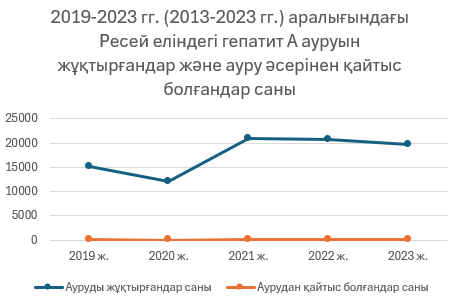 2019-2023 гг. (2013-2023 гг.) аралығындағы
Ресей еліндегі гепатит А ауруын
жұқтырғандар және ауру әсерінен қайтыс
болғандар саны
25000
20000
15000
10000
5000
0
2019 ж. 2020 ж. 2021 ж. 2022 ж. 2023 ж.
Ауруды жұқтырғандар саны Аурудан қайтыс болғандар саны